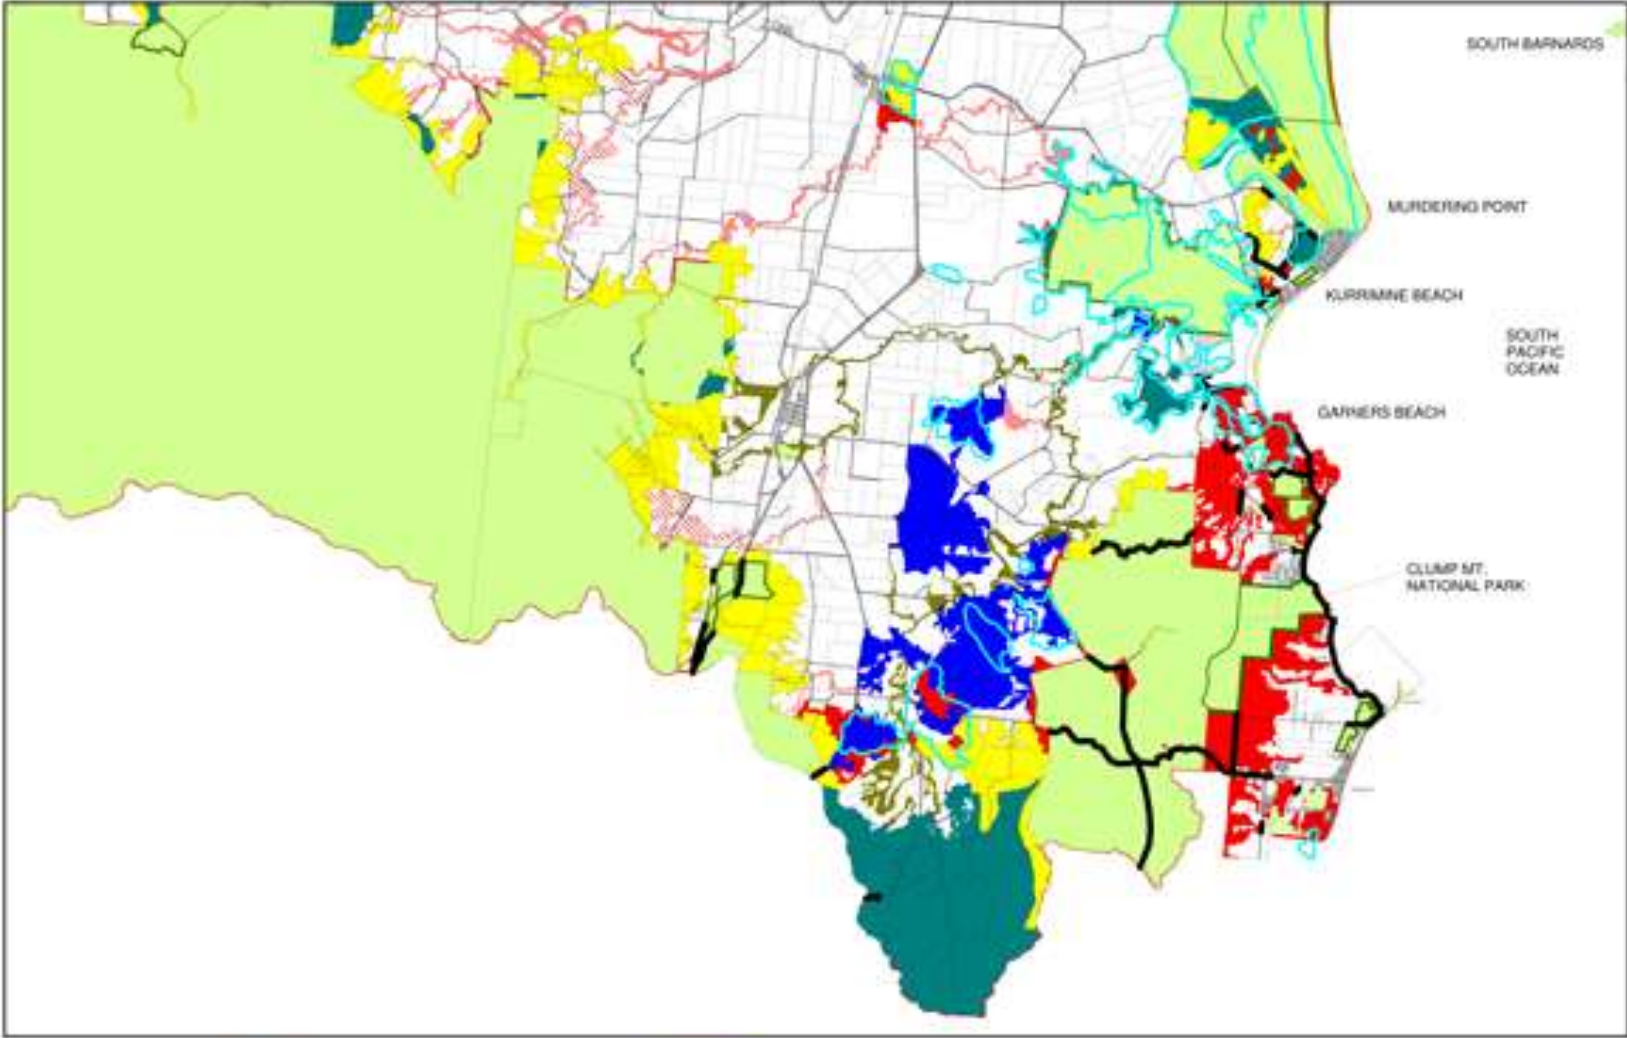 SOUTH BARNARDS
MURDERING POINT
KURRIMINE BEACH
SOUTH
PACIFIC
OCEAN
GARNERS BEACH
CLUMP MT.
NATIONAL PARK